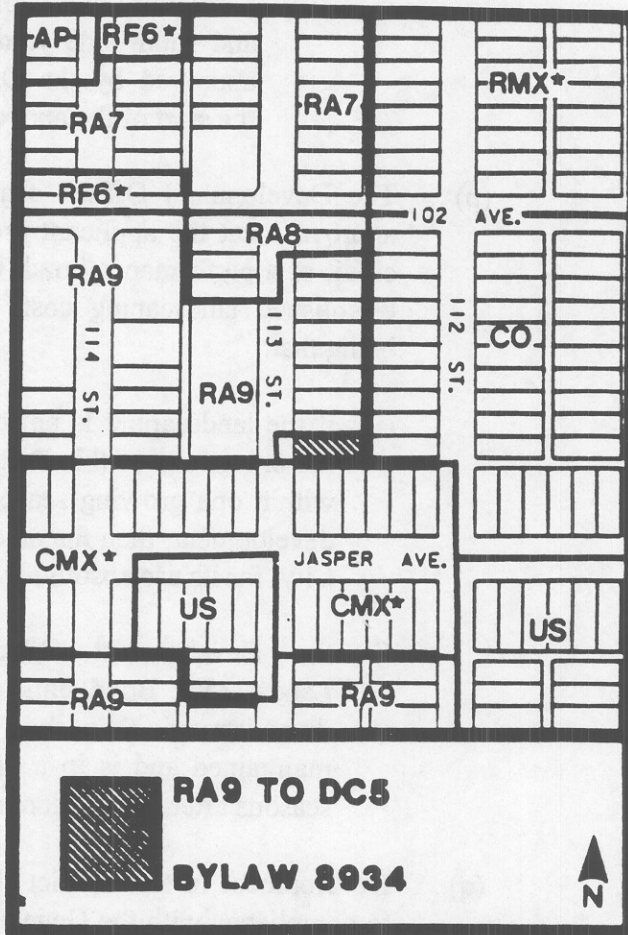 AP RF6*
RMX*
RA7 RA7
RF6*
102 AVE.
RA8
RA9
114 ST.
113 ST.
112 ST.
CO
RA9
JASPER AVE.
CMX*
US CMX*
US
RA9 RA9
RA9 TO DC5
BYLAW 8934
N